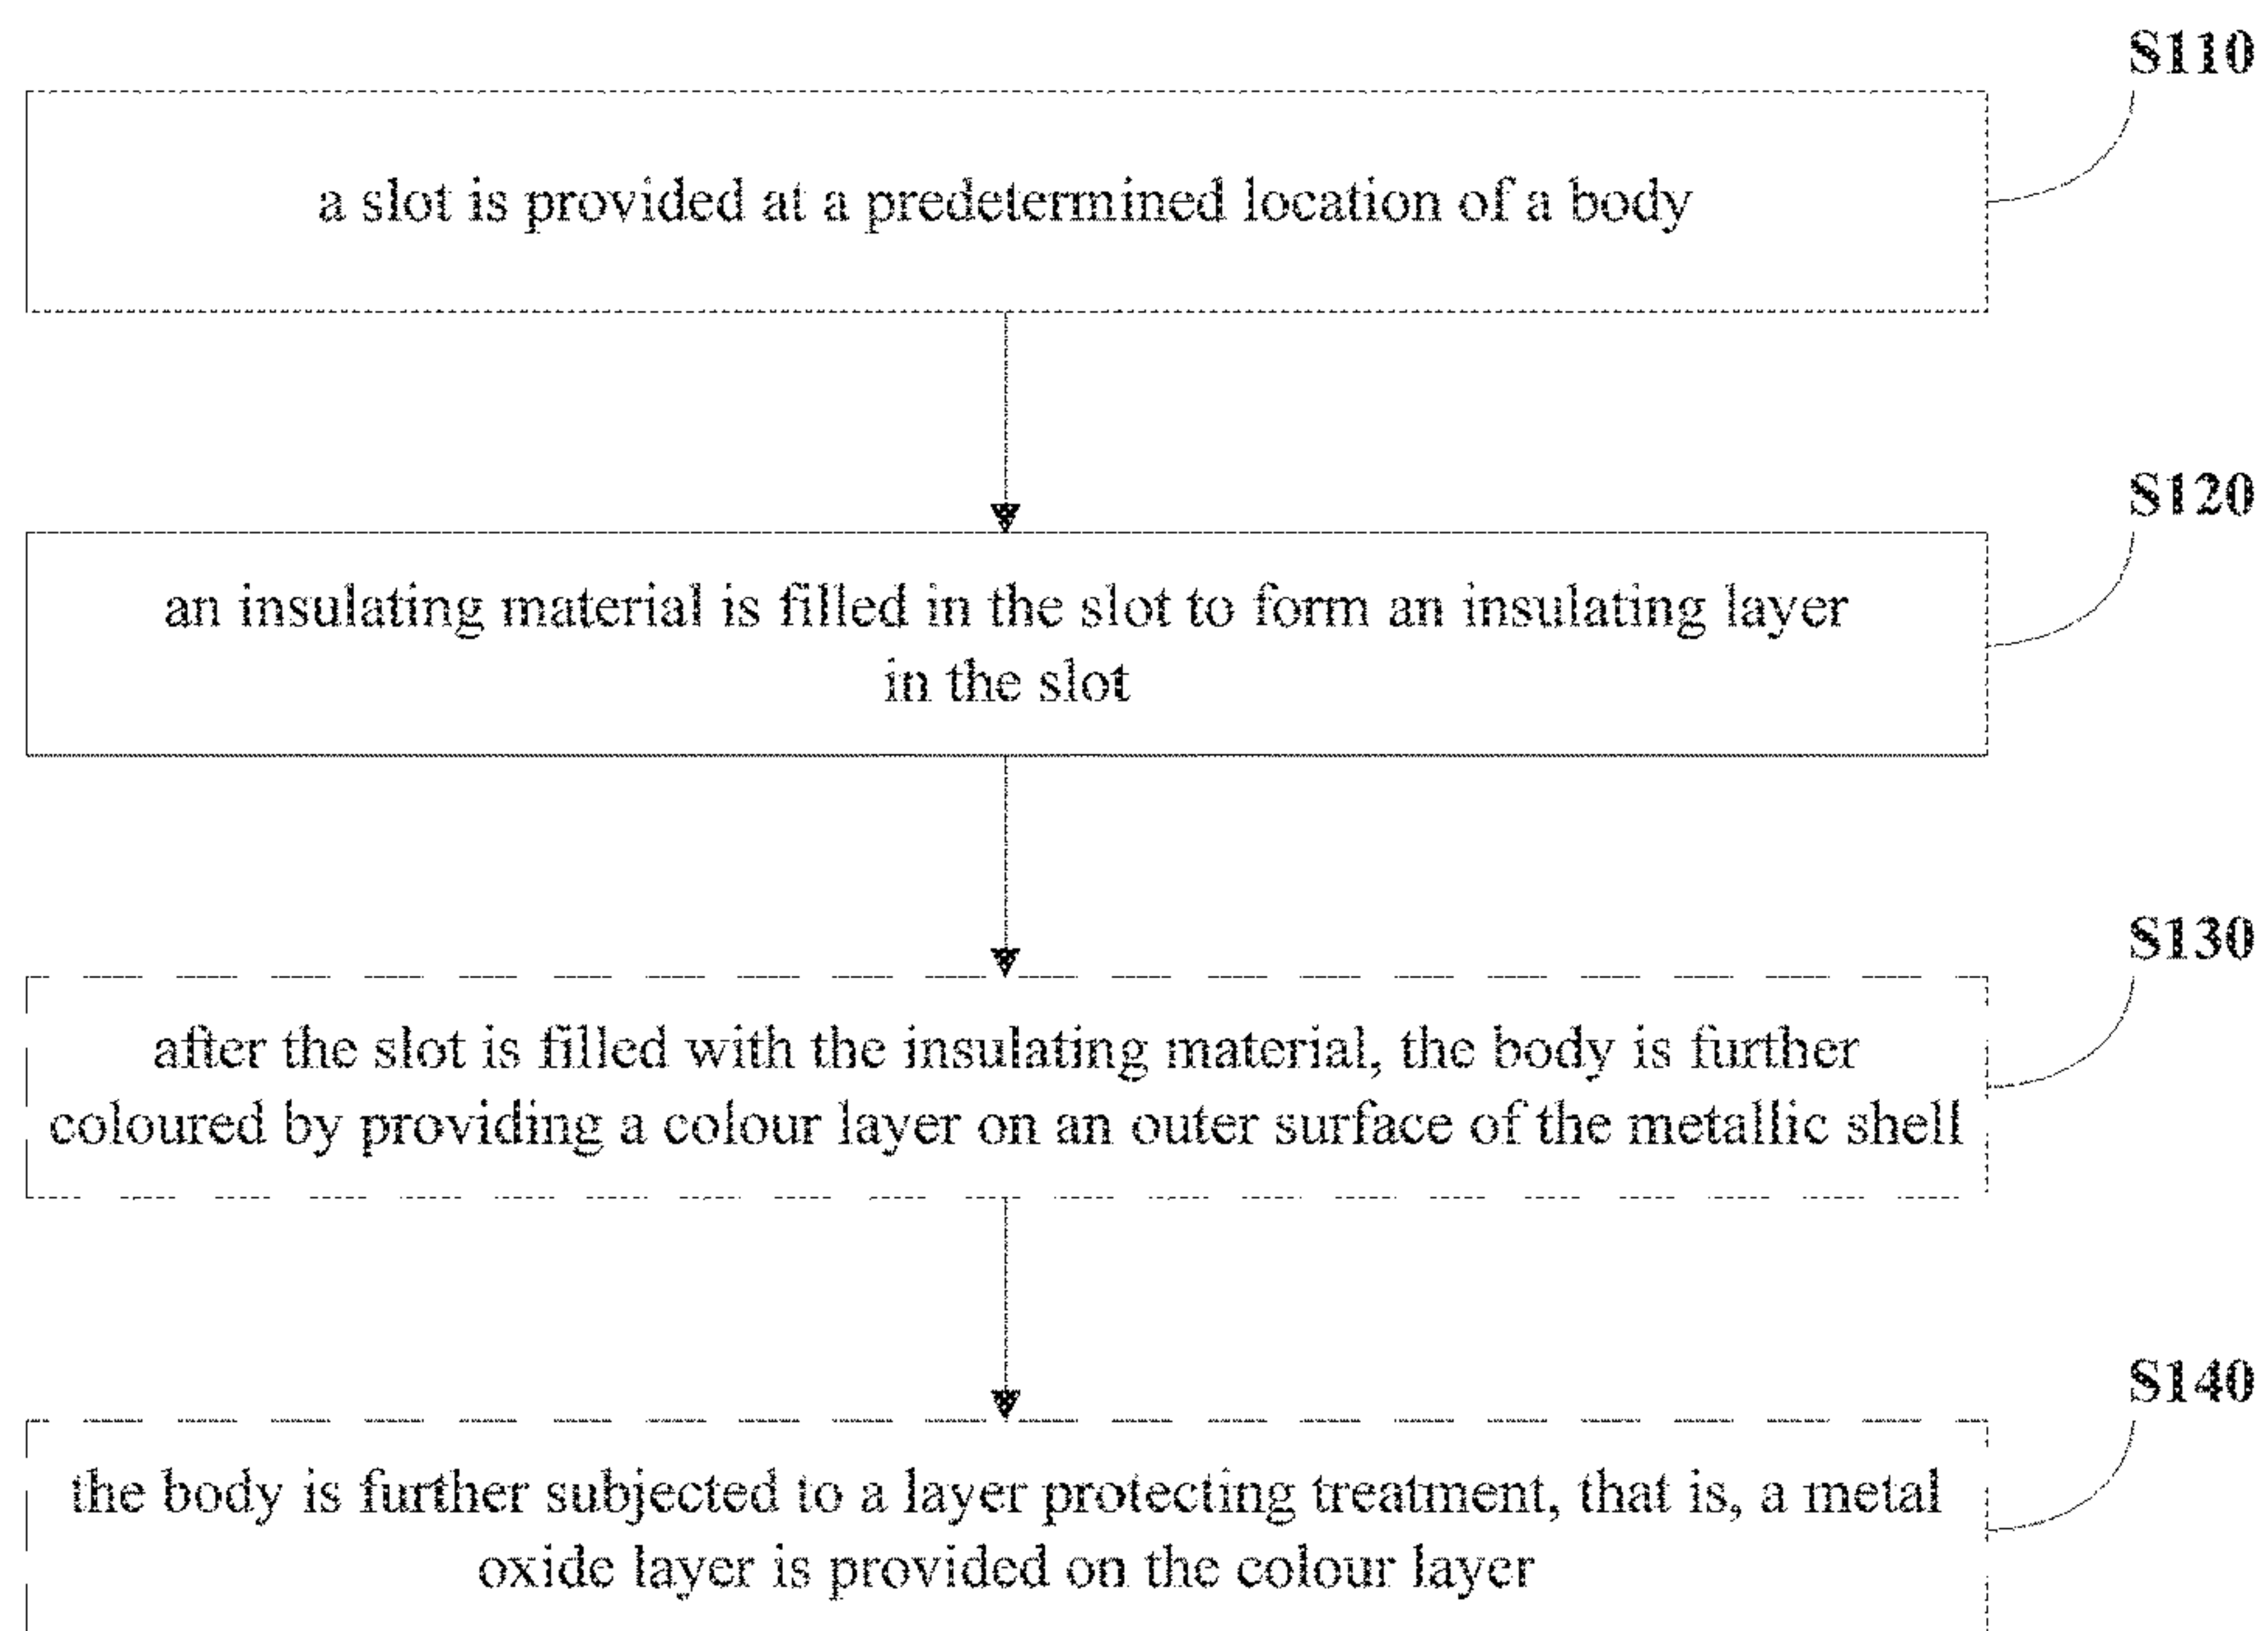 S110
a slot is provided at a predetermined location of a body
S120
an insulating material is filled in the slot to form an insulating layer
in the slot
S130
after the slot is filled with the insulating material, the body is further
coloured by providing a colour layer on an outer surface of the metallic shell
S140
the body is further subjected to a layer protecting treatment, that is, a metal
oxide layer is provided on the colour layer